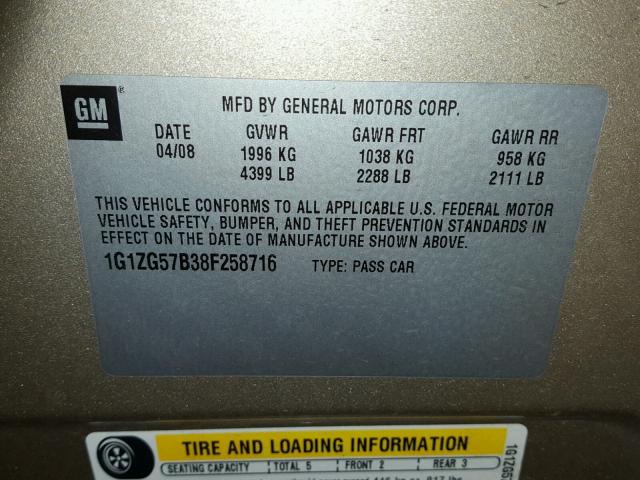 GM®
MFD BY GENERAL MOTORS CORP.
DATE GVWR GAWR FRT GAWR RR
04/08 1996 KG 1038 KG 958 KG
4399 LB 2288 LB 2111 LB
THIS VEHICLE CONFORMS TO ALL APPLICABLE U.S. FEDERAL MOTOR
VEHICLE SAFETY, BUMPER, AND THEFT PREVENTION STANDARDS IN
EFFECT ON THE DATE OF MANUFACTURE SHOWN ABOVE.
1G1ZG57B38F258716 TYPE: PASS CAR
TIRE AND LOADING INFORMATION
SEATING CAPACITY TOTAL 5 FRONT 2 REAR 3
1G1ZG5